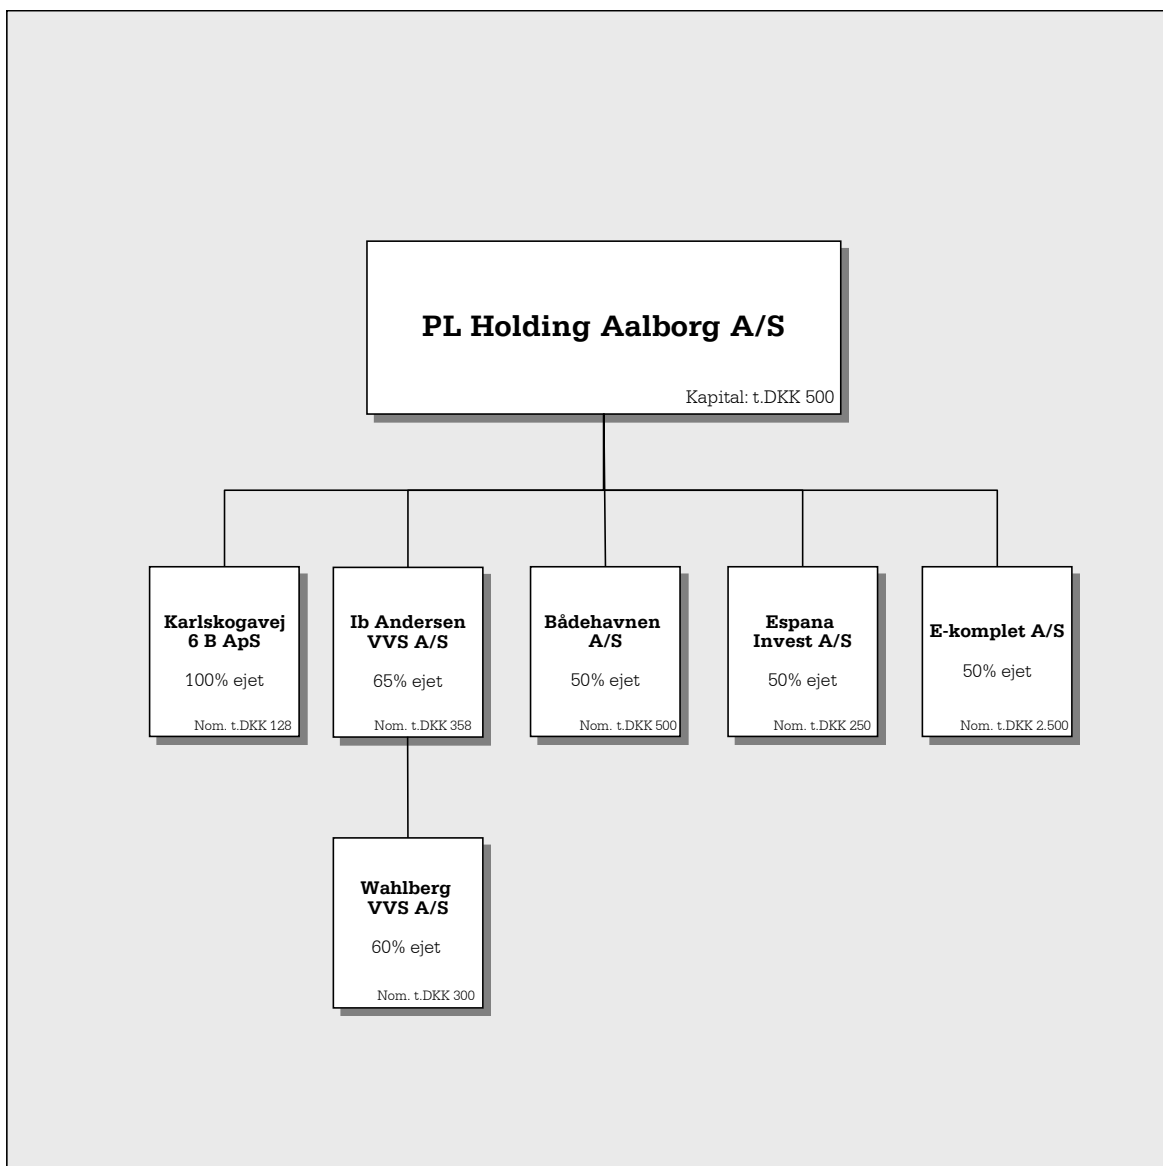 PL Holding Aalborg A/S
Kapital: t.DKK 500
Karlskogavej
6 B ApS
100% ejet
Nom. t.DKK 128
Ib Andersen
VVS A/S
65% ejet
Nom. t.DKK 358
Bådehavnen
A/S
50% ejet
Nom. t.DKK 500
Espana
Invest A/S
50% ejet
Nom. t.DKK 250
E-komplet A/S
50% ejet
Nom. t.DKK 2.500
Wahlberg
VVS A/S
60% ejet
Nom. t.DKK 300